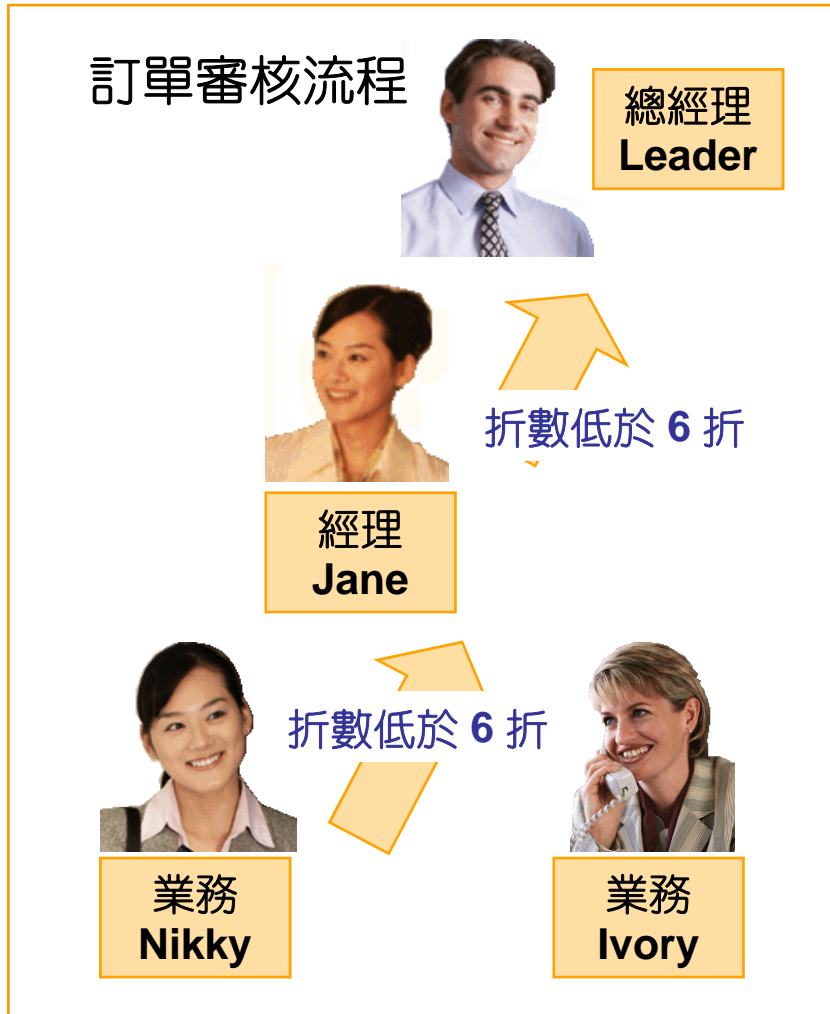 訂單審核流程
總經理
Leader
折數低於 6 折
經理
Jane
折數低於 6 折
業務
Nikky
業務
Ivory